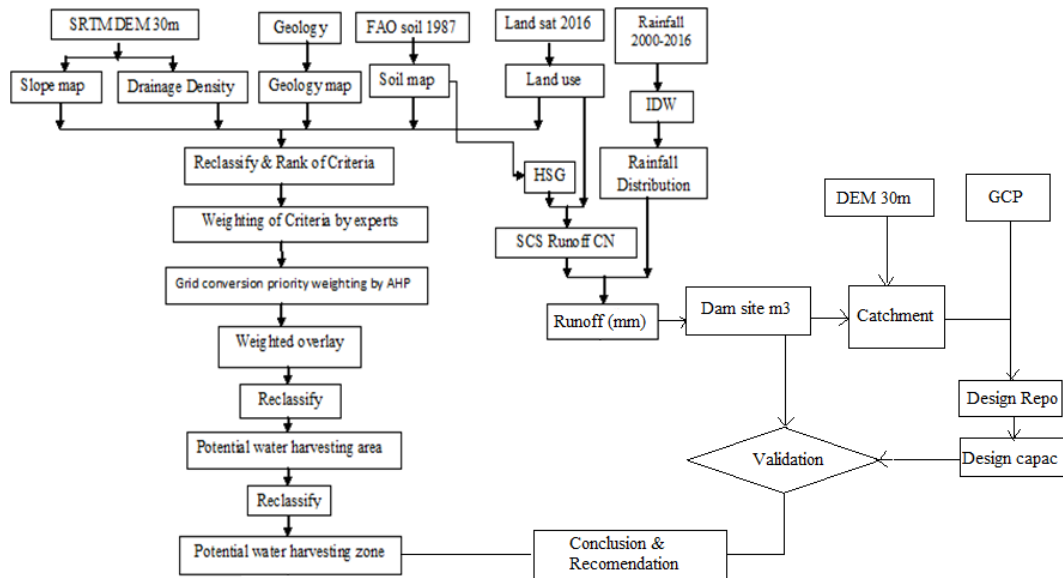 SRTM DEM 30m
Geology
FAO soil 1987
Land sat 2016
Rainfall
2000-2016
Slope map
Drainage Density
Geology map
Soil map
Land use
IDW
Reclassify & Rank of Criteria
HSG
Rainfall
Distribution
DEM 30m
GCP
Weighting of Criteria by experts
SCS Runoff CN
Grid conversion priority weighting by AHP
Runoff (mm)
Dam site m3
Catchment
Weighted overlay
Reclassify
Design Repo
Potential water harvesting area
Validation
Design capac
Reclassify
Potential water harvesting zone
Conclusion &
Recomendation